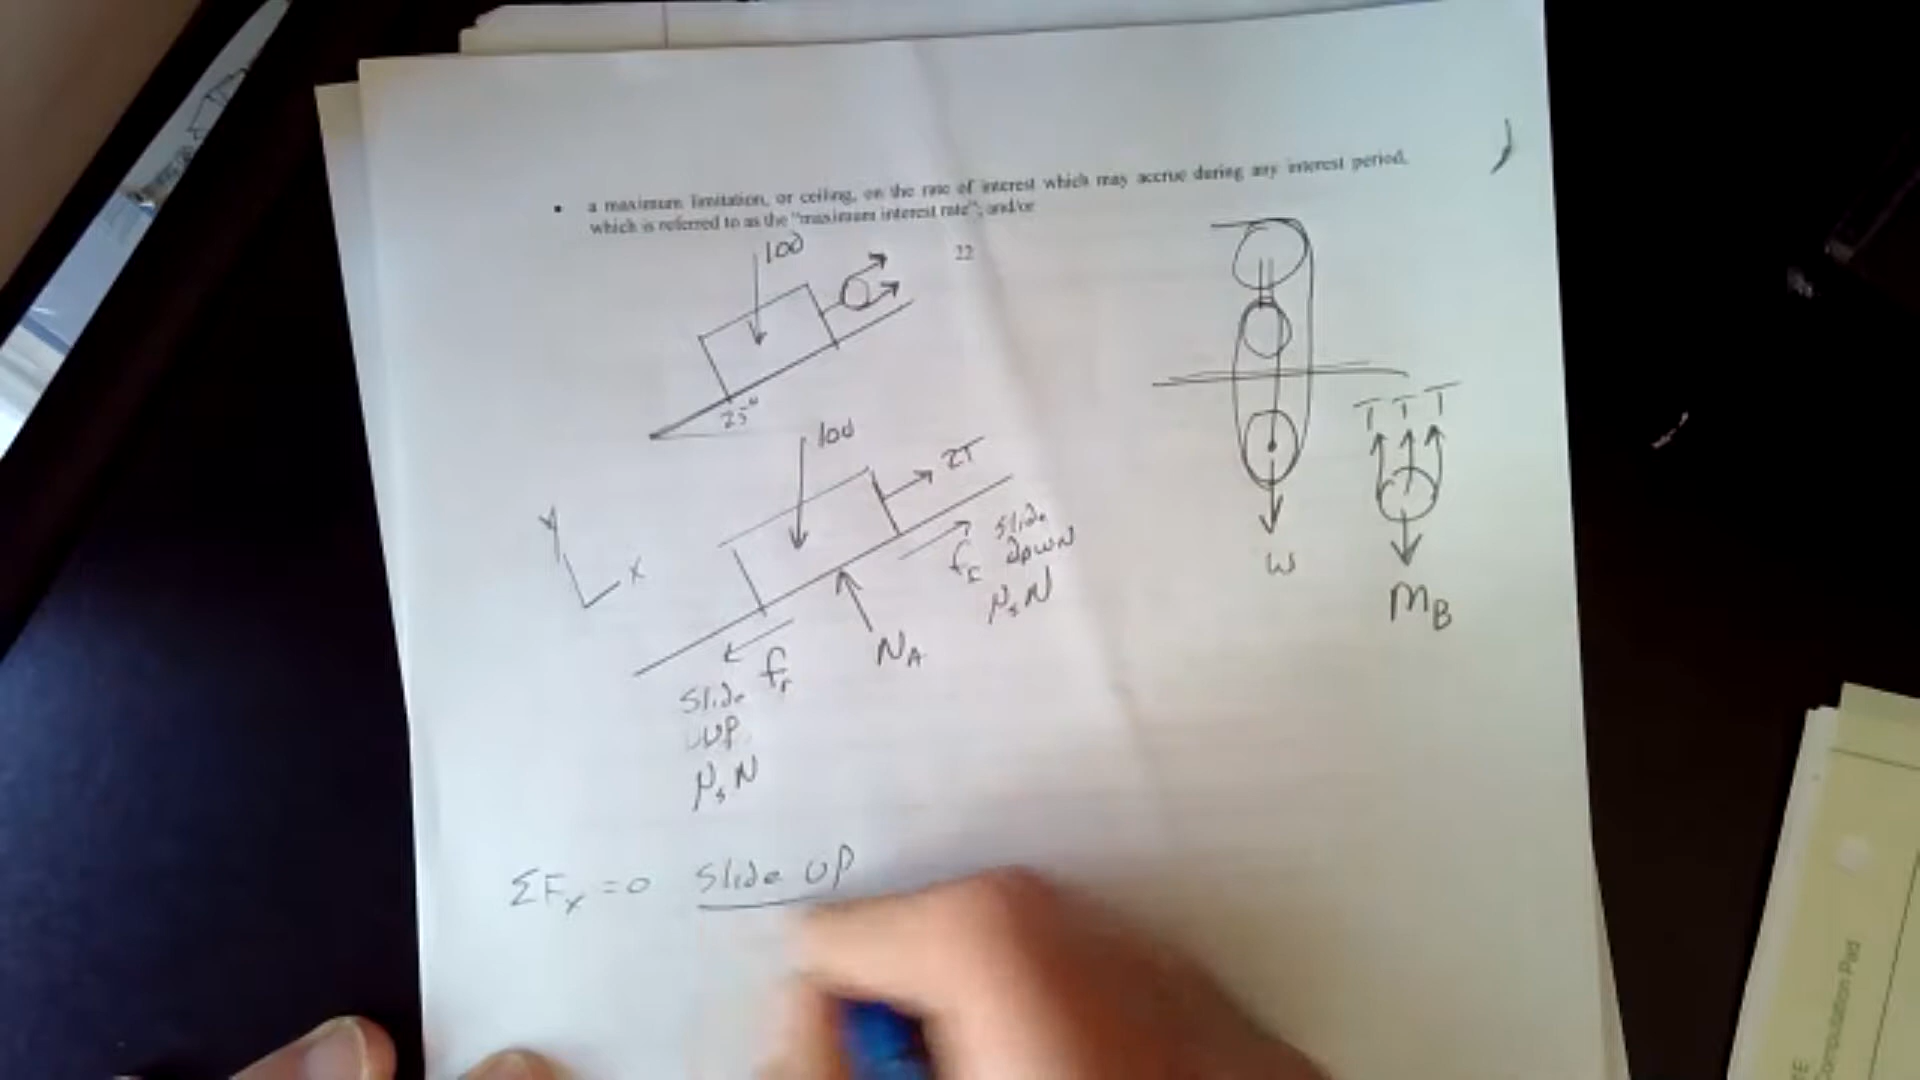 • a maximum limitation, or ceiling, on the rate of interest which may accrue during any interest period,
which is referred to as the "maximum interest rate"; and/or
22
100
25°
100
2T
Y
X
slide
down
fr
μsN
NA
fr
Slide
UP
μsN
W
T T T
MB
ΣFx = 0 Slide UP
Computation Pad